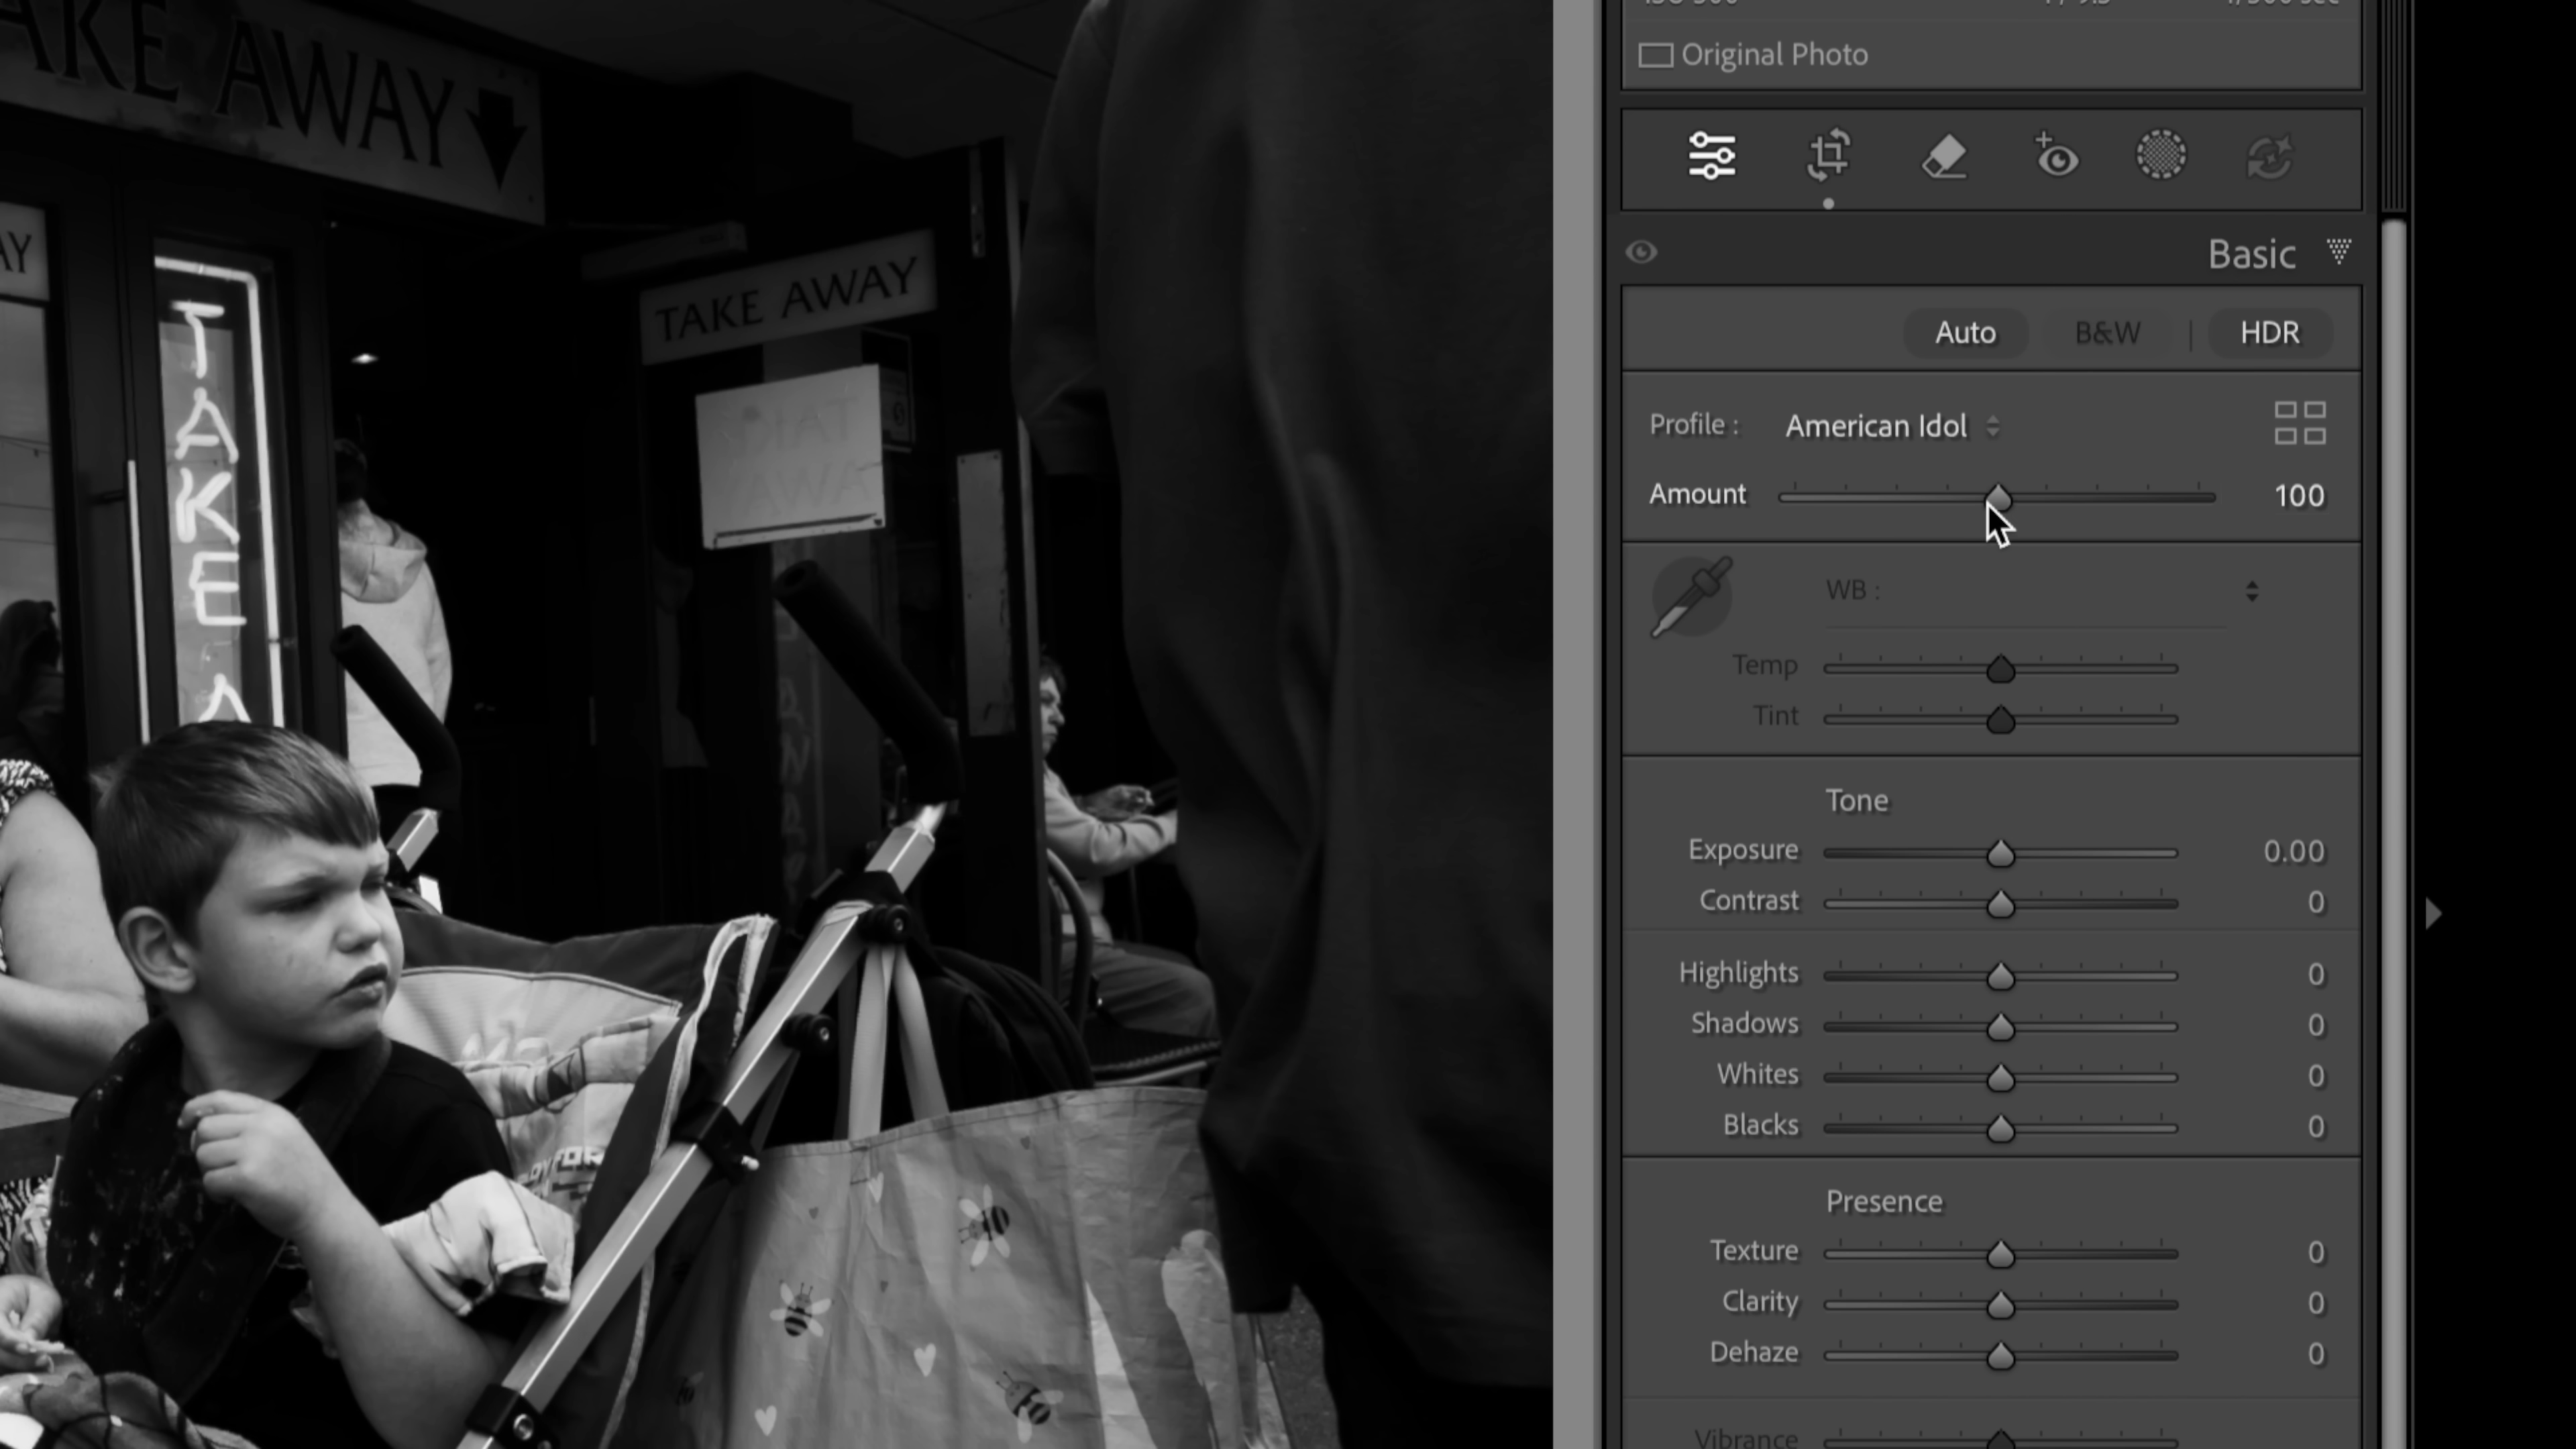 AKE AWAY
AY
TAKE AWAY
TAKE A
Original Photo
Basic
Auto B&W | HDR
Profile : American Idol
Amount 100
WB :
Temp
Tint
Tone
Exposure 0.00
Contrast 0
Highlights 0
Shadows 0
Whites 0
Blacks 0
Presence
Texture 0
Clarity 0
Dehaze 0
Vibrance